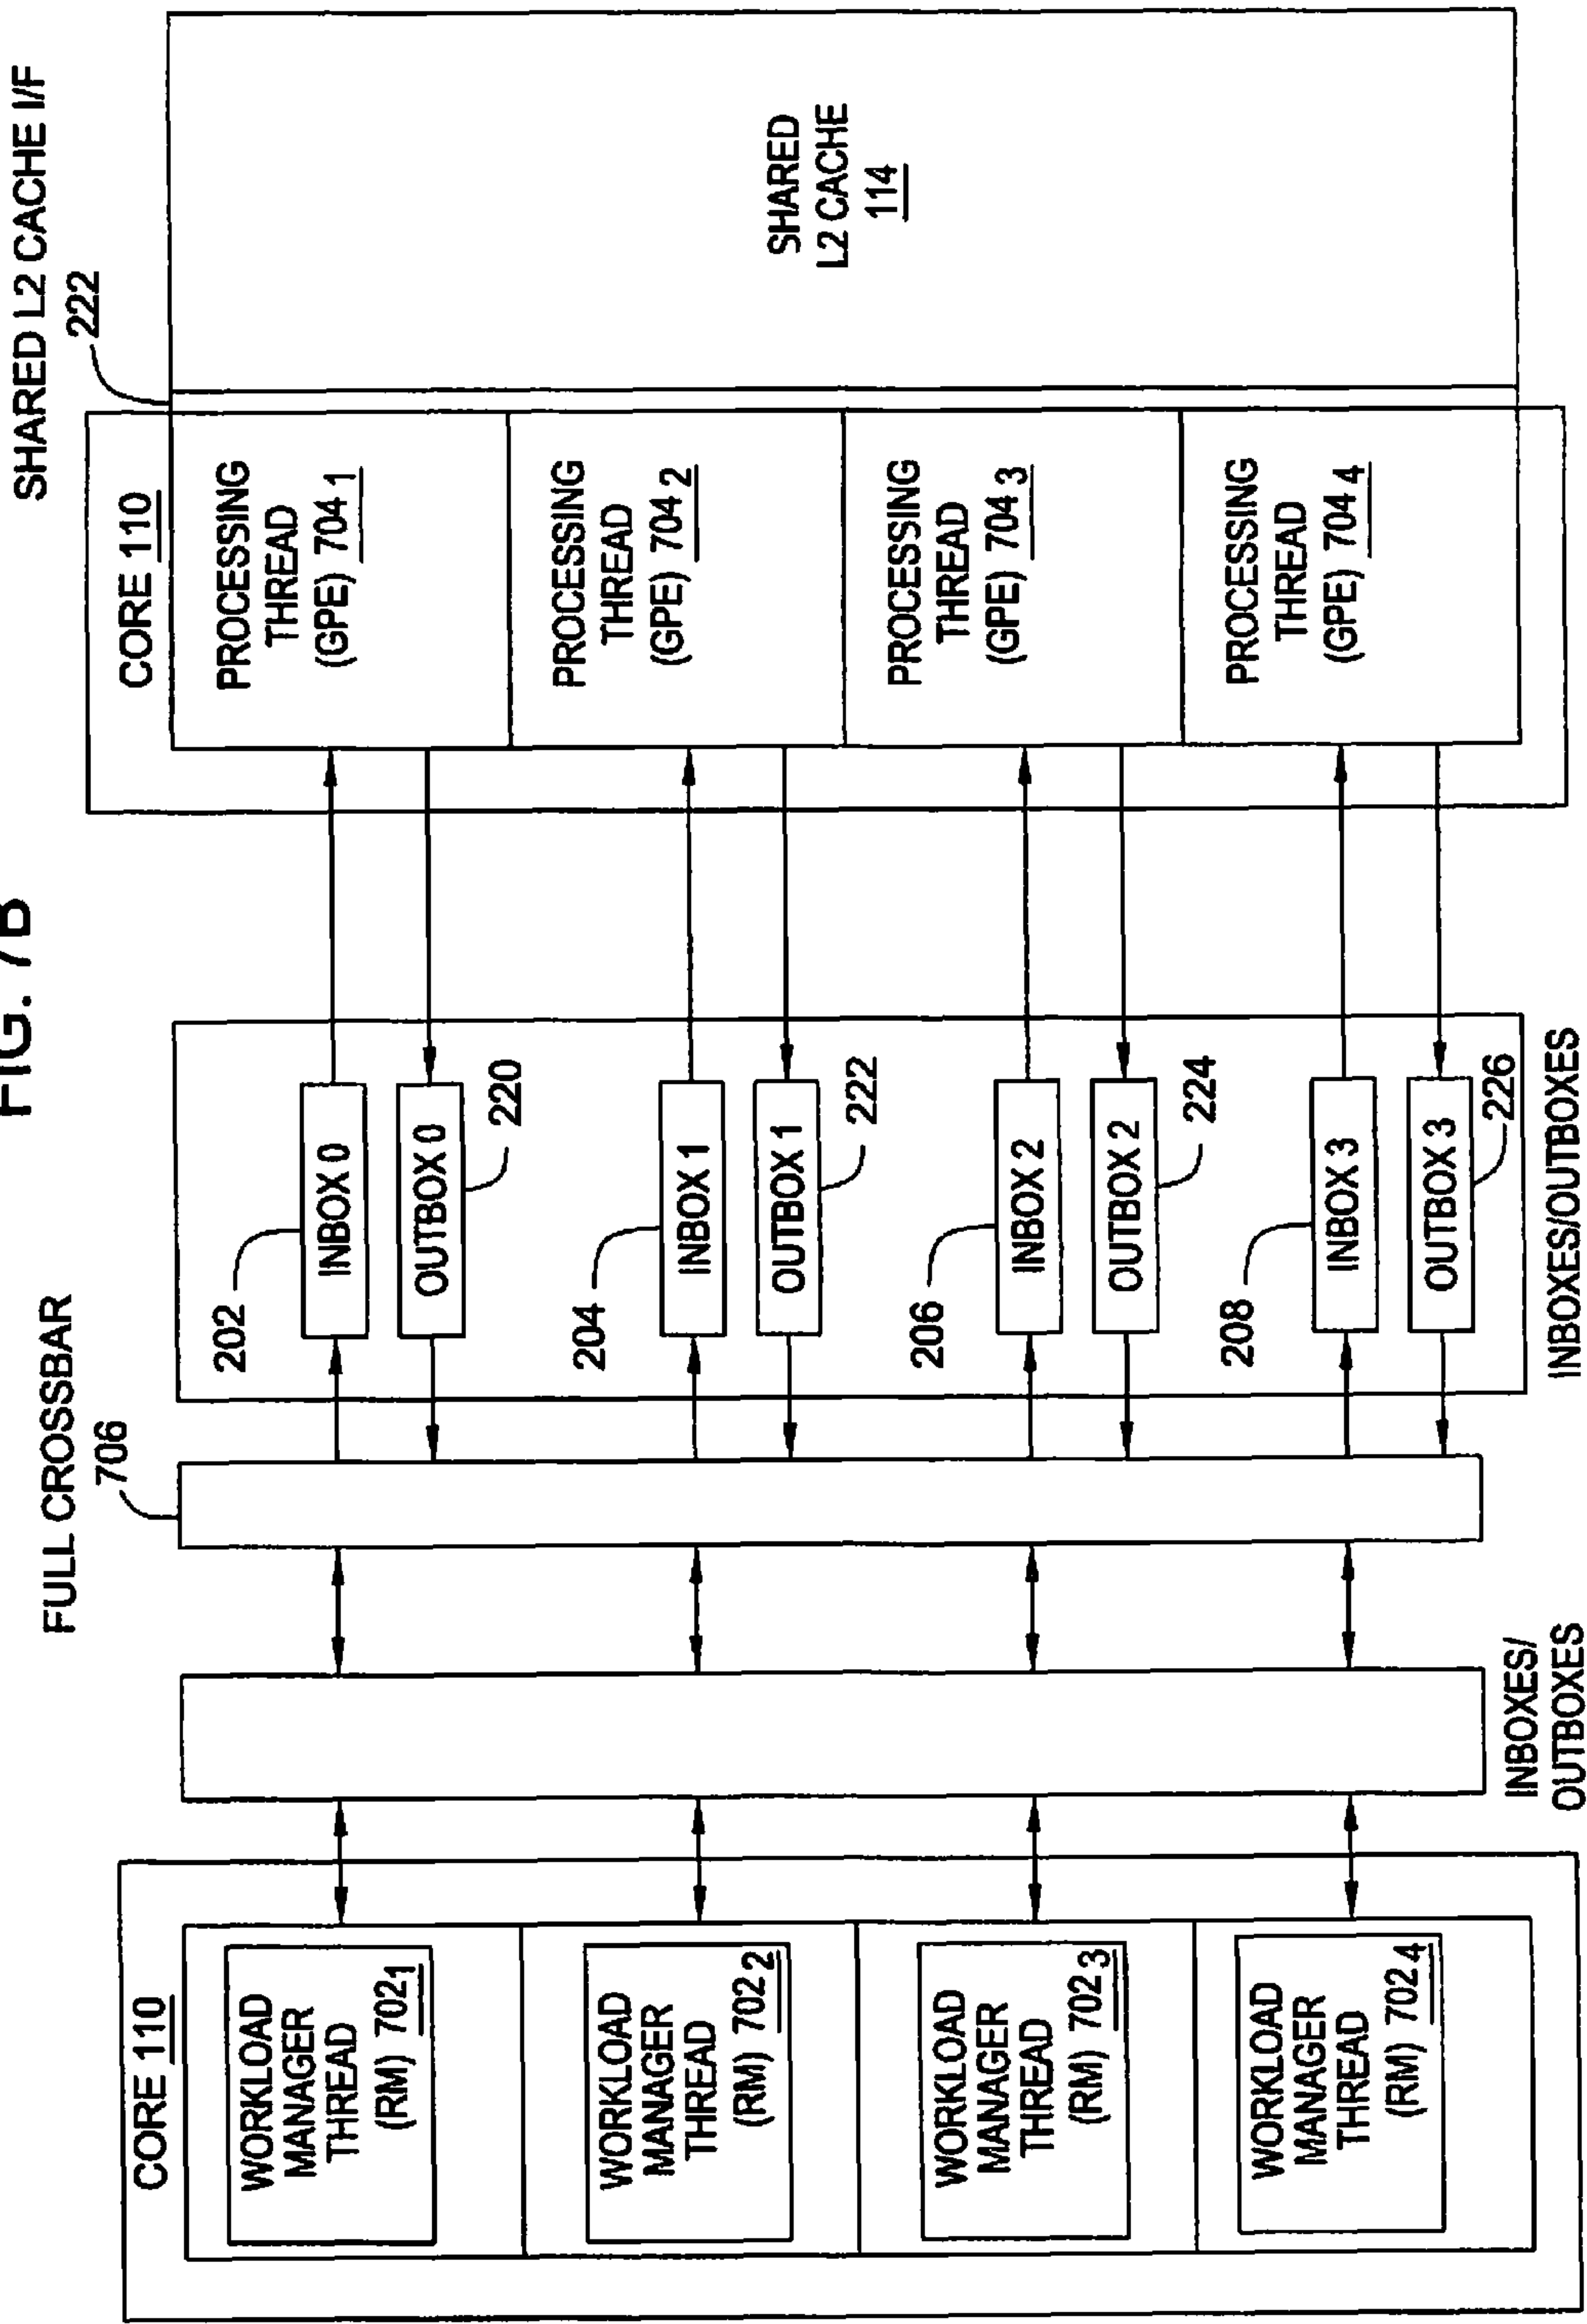 FIG. 7B
CORE 110
WORKLOAD
MANAGER
THREAD
(RM) 702 1
WORKLOAD
MANAGER
THREAD
(RM) 702 2
WORKLOAD
MANAGER
THREAD
(RM) 702 3
WORKLOAD
MANAGER
THREAD
(RM) 702 4
INBOXES/
OUTBOXES
FULL CROSSBAR
706
202
INBOX 0
OUTBOX 0
220
204
INBOX 1
OUTBOX 1
222
206
INBOX 2
OUTBOX 2
224
208
INBOX 3
OUTBOX 3
226
INBOXES/OUTBOXES
CORE 110
PROCESSING
THREAD
(GPE) 704 1
PROCESSING
THREAD
(GPE) 704 2
PROCESSING
THREAD
(GPE) 704 3
PROCESSING
THREAD
(GPE) 704 4
SHARED L2 CACHE I/F
222
SHARED
L2 CACHE
114